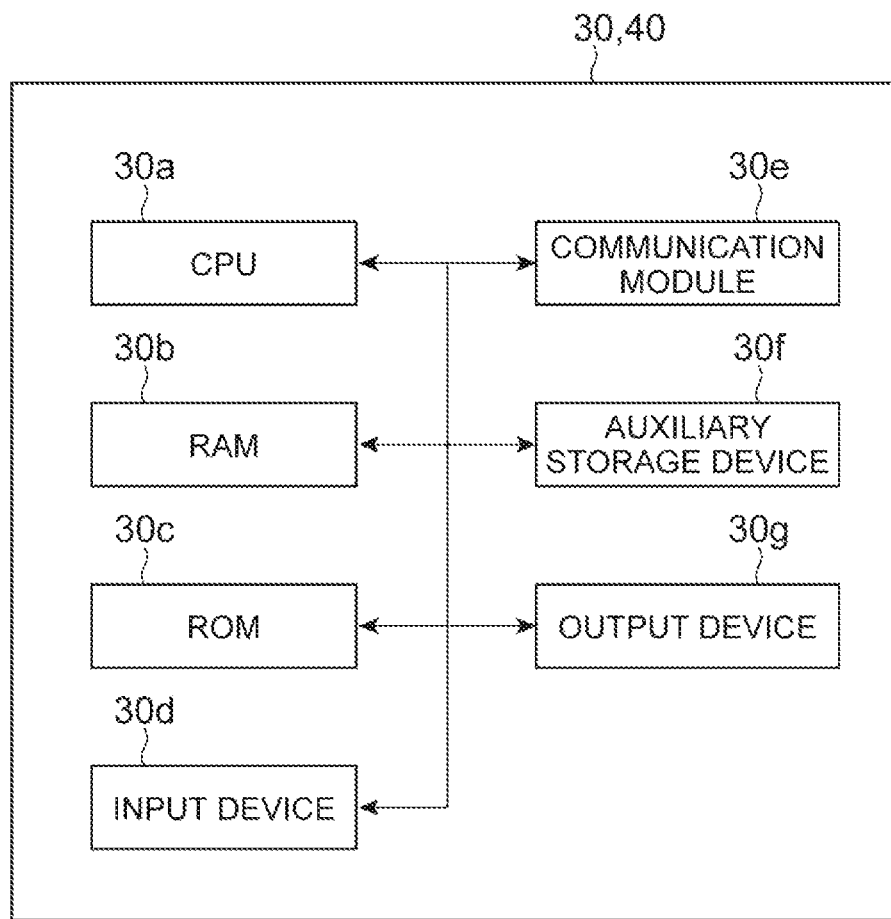 30,40
30a
CPU
30e
COMMUNICATION
MODULE
30b
RAM
30f
AUXILIARY
STORAGE DEVICE
30c
ROM
30g
OUTPUT DEVICE
30d
INPUT DEVICE